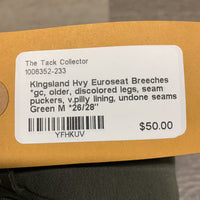 The Tack Collector
1006352-233
Kingsland Hvy Euroseat Breeches
*gc, older, discolored legs, seam
puckers, v.pilly lining, undone seams
Green M *26/28"
$50.00
YFHKUV